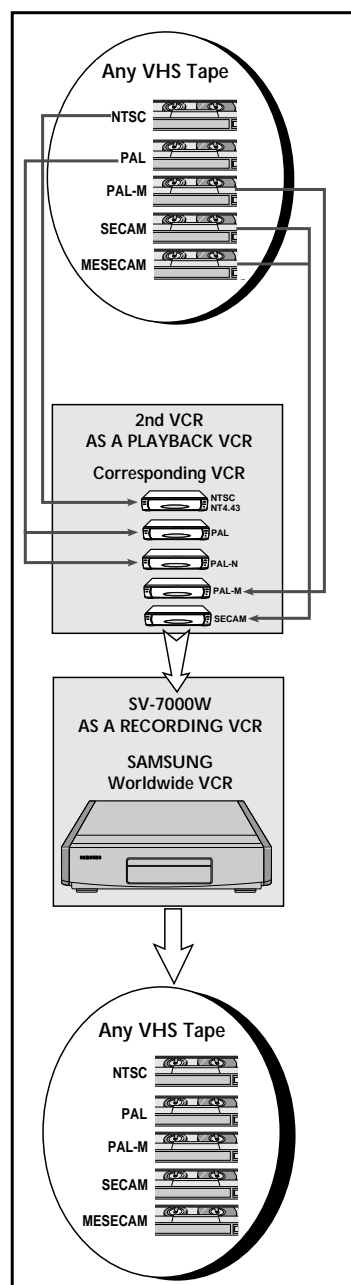 Any VHS Tape
NTSC
PAL
PAL-M
SECAM
MESECAM
2nd VCR
AS A PLAYBACK VCR
Corresponding VCR
NTSC
NT4.43
PAL
PAL-N
PAL-M
SECAM
SV-7000W
AS A RECORDING VCR
SAMSUNG
Worldwide VCR
SAMSUNG
Any VHS Tape
NTSC
PAL
PAL-M
SECAM
MESECAM